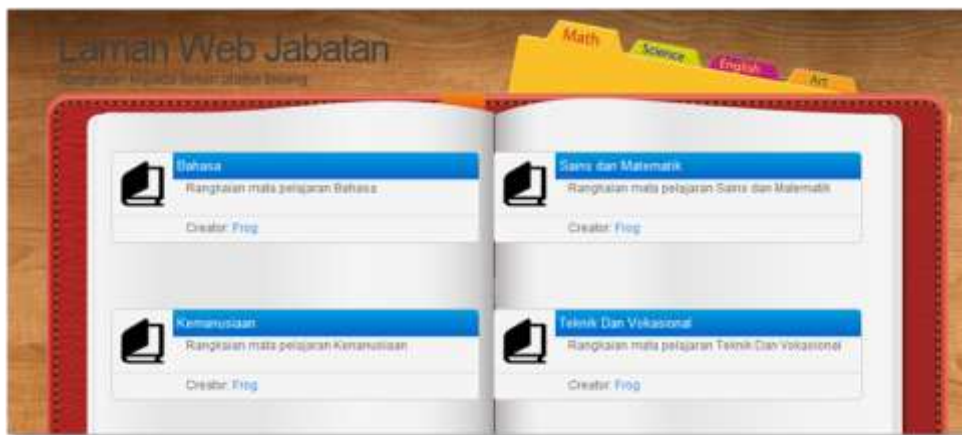 Laman Web Jabatan
Math
Science
English
Art
Bahasa
Rangkaian mata pelajaran Bahasa
Creator: Frog
Sains dan Matematik
Rangkaian mata pelajaran Sains dan Matematik
Creator: Frog
Kemanusiaan
Rangkaian mata pelajaran Kemanusiaan
Creator: Frog
Teknik Dan Vokasional
Rangkaian mata pelajaran Teknik Dan Vokasional
Creator: Frog